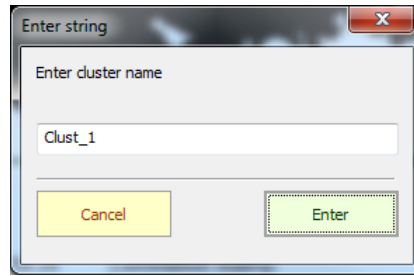 Enter string
Enter cluster name
Clust_1
Cancel
Enter